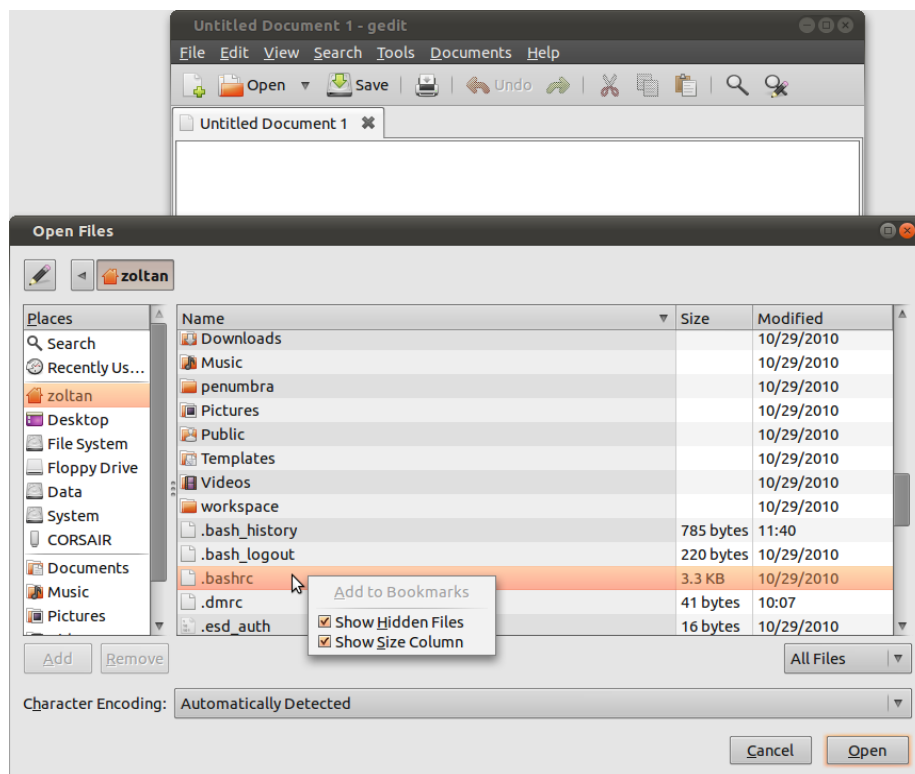 Untitled Document 1 - gedit
File Edit View Search Tools Documents Help
Open Save Undo
Untitled Document 1
Open Files
zoltan
Places Name Size Modified
Search Downloads 10/29/2010
Recently Us... Music 10/29/2010
penumbra 10/29/2010
zoltan Pictures 10/29/2010
Desktop Public 10/29/2010
File System Templates 10/29/2010
Floppy Drive Videos 10/29/2010
Data workspace 10/29/2010
System .bash_history 785 bytes 11:40
CORSAIR .bash_logout 220 bytes 10/29/2010
Documents .bashrc 3.3 KB 10/29/2010
Music .dmrc 41 bytes 10:07
Pictures .esd_auth 16 bytes 10/29/2010
Add to Bookmarks
Show Hidden Files
Show Size Column
Add Remove All Files
Character Encoding: Automatically Detected
Cancel Open